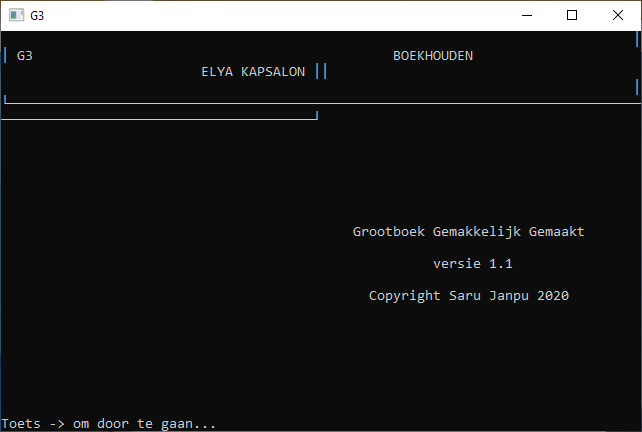 G3
G3 BOEKHOUDEN
ELYA KAPSALON
Grootboek Gemakkelijk Gemaakt
versie 1.1
Copyright Saru Janpu 2020
Toets -> om door te gaan...